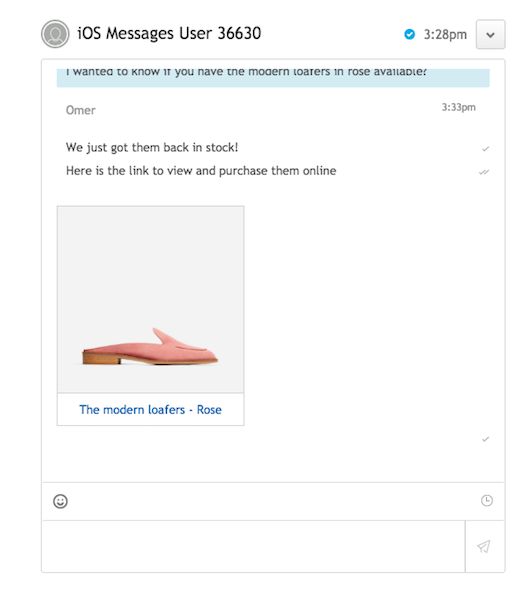 iOS Messages User 36630
3:28pm
I wanted to know if you have the modern loafers in rose available?
Omer
3:33pm
We just got them back in stock!
Here is the link to view and purchase them online
The modern loafers - Rose